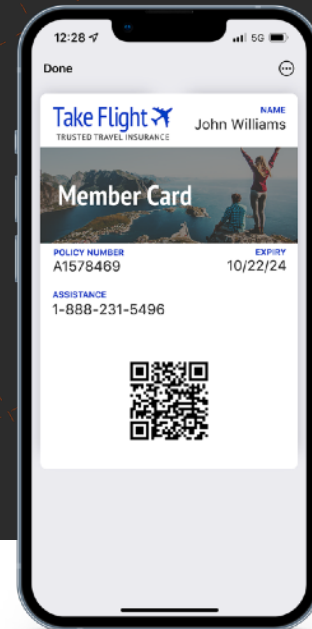 12:28
5G
Done
Take Flight
TRUSTED TRAVEL INSURANCE
NAME
John Williams
Member Card
POLICY NUMBER
A1578469
EXPIRY
10/22/24
ASSISTANCE
1-888-231-5496